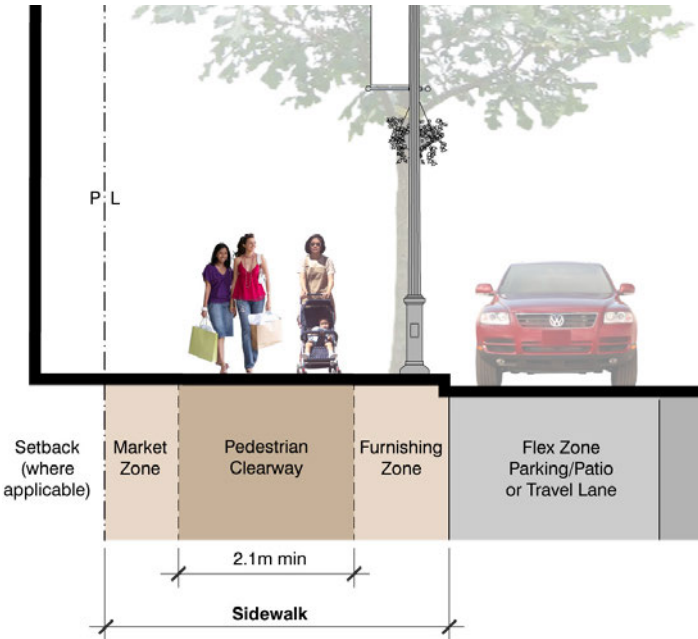 P L
Setback
(where
applicable)
Market
Zone
Pedestrian
Clearway
Furnishing
Zone
Flex Zone
Parking/Patio
or Travel Lane
2.1m min
Sidewalk